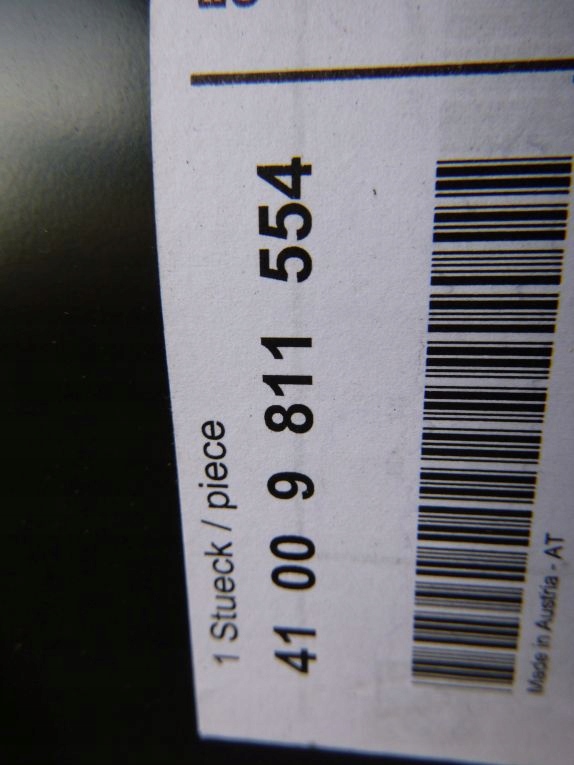 1 Stueck / piece
41 00 9 811 554
Made in Austria - AT